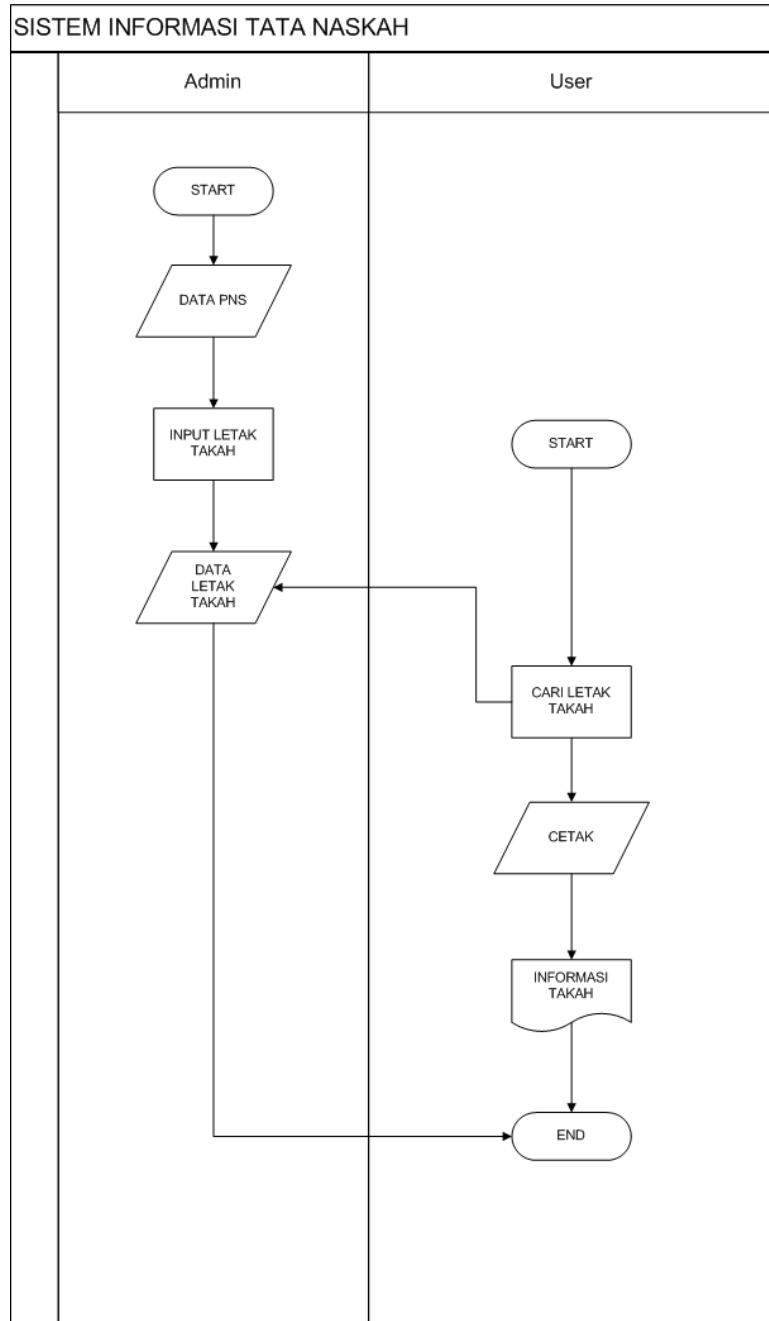 SISTEM INFORMASI TATA NASKAH
Admin
User
START
DATA PNS
INPUT LETAK
TAKAH
DATA
LETAK
TAKAH
START
CARI LETAK
TAKAH
CETAK
INFORMASI
TAKAH
END